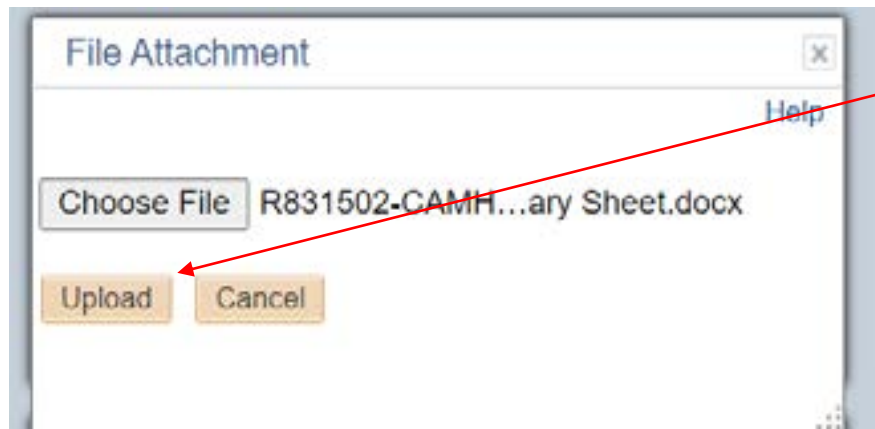 File Attachment
Help
Choose File R831502-CAMH...ary Sheet.docx
Upload Cancel